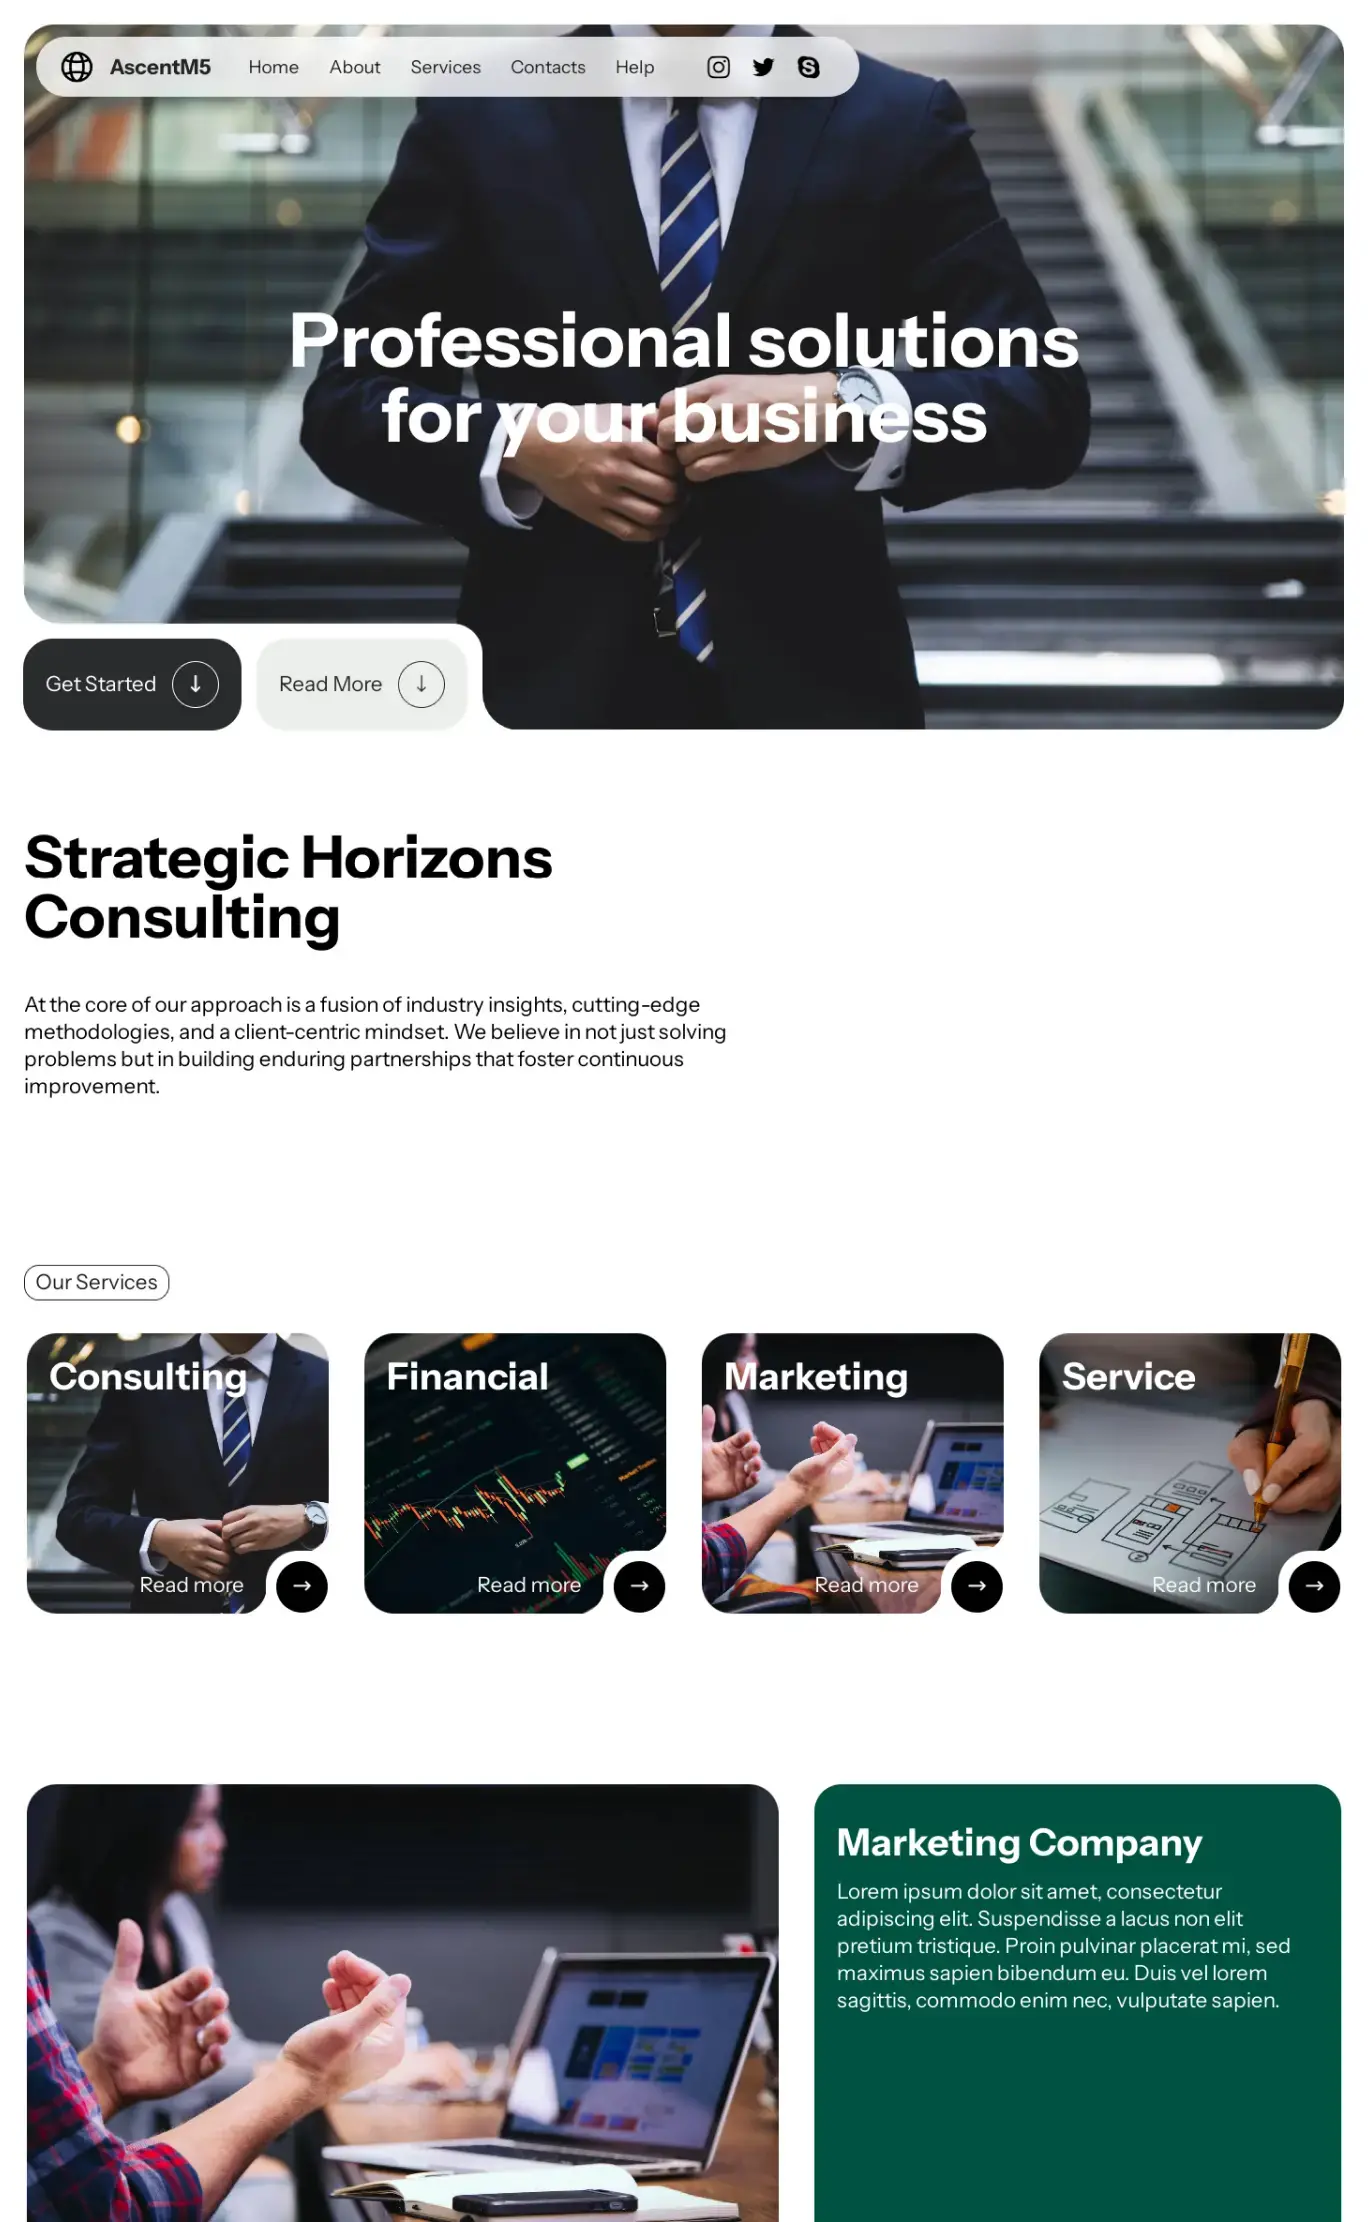 AscentM5 Home About Services Contacts Help
Professional solutions
for your business
Get Started
Read More
Strategic Horizons
Consulting
At the core of our approach is a fusion of industry insights, cutting-edge
methodologies, and a client-centric mindset. We believe in not just solving
problems but in building enduring partnerships that foster continuous
improvement.
Our Services
Consulting
Read more
Financial
Read more
Marketing
Read more
Service
Read more
Marketing Company
Lorem ipsum dolor sit amet, consectetur
adipiscing elit. Suspendisse a lacus non elit
pretium tristique. Proin pulvinar placerat mi, sed
maximus sapien bibendum eu. Duis vel lorem
sagittis, commodo enim nec, vulputate sapien.